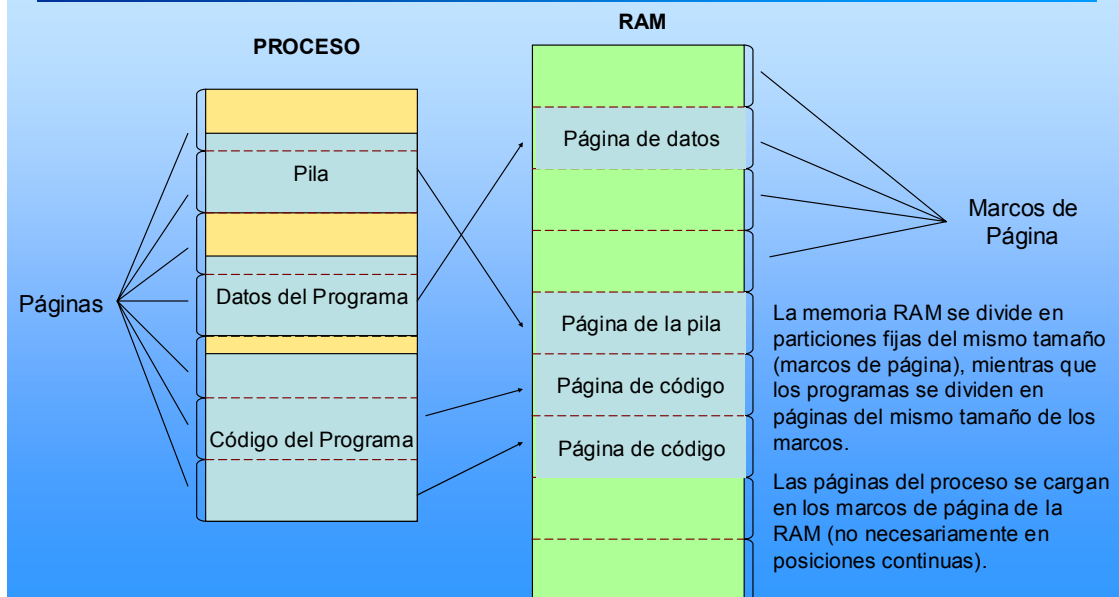 PROCESO
RAM
Páginas
Pila
Datos del Programa
Código del Programa
Página de datos
Página de la pila
Página de código
Página de código
Marcos de
Página
La memoria RAM se divide en
particiones fijas del mismo tamaño
(marcos de página), mientras que
los programas se dividen en
páginas del mismo tamaño de los
marcos.
Las páginas del proceso se cargan
en los marcos de página de la
RAM (no necesariamente en
posiciones continuas).